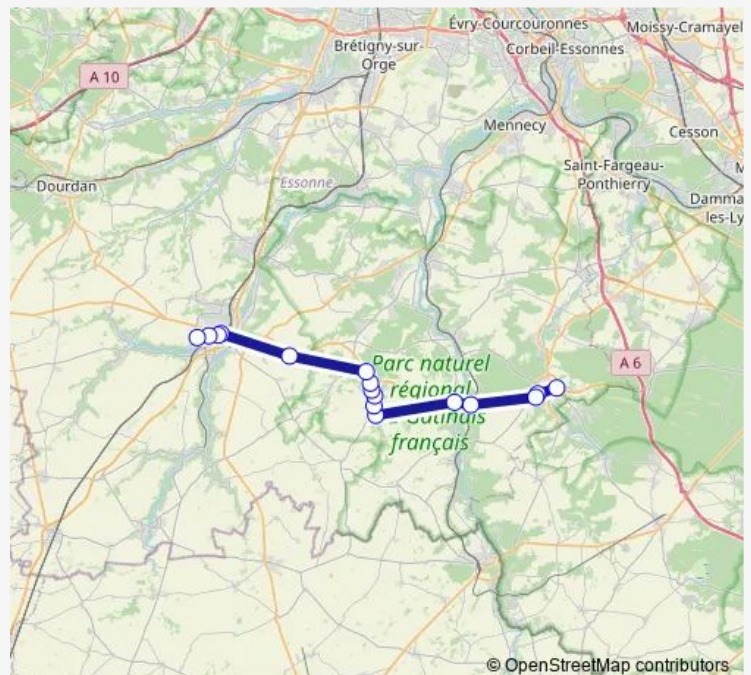 Évry-Courcouronnes
Moissy-Cramayel
Brétigny-sur-
Orge
Corbeil-Essonnes
A 10
Mennecy
Cesson
Saint-Fargeau-
Ponthierry
Essonne
Dourdan
Damma
les-Ly
Parc naturel
régional
Gâtinais
français
A 6
© OpenStreetMap contributors